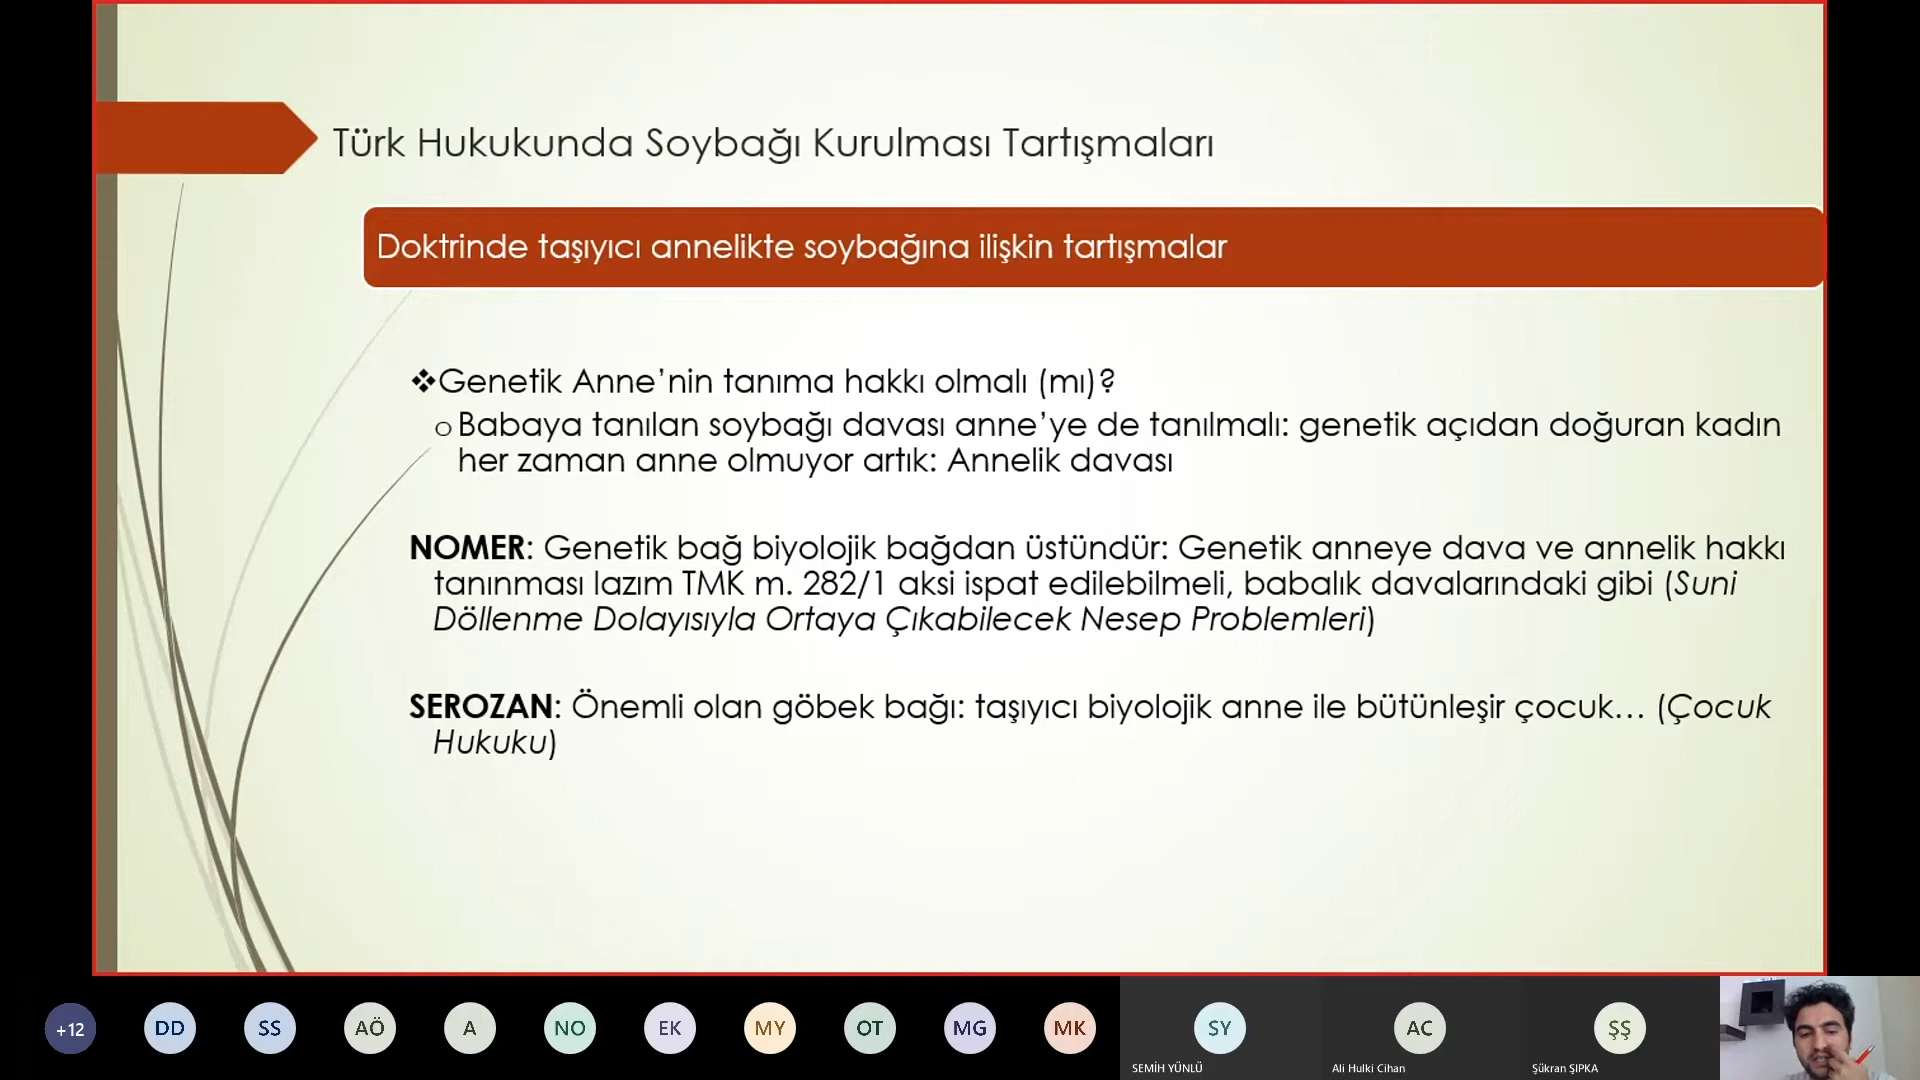 Türk Hukukunda Soybağı Kurulması Tartışmaları
Doktrinde taşıyıcı annelikte soybağına ilişkin tartışmalar
❖Genetik Anne’nin tanıma hakkı olmalı (mı)?
o Babaya tanılan soybağı davası anne’ye de tanılmalı: genetik açıdan doğuran kadın
her zaman anne olmuyor artık: Annelik davası
NOMER: Genetik bağ biyolojik bağdan üstündür: Genetik anneye dava ve annelik hakkı
tanınması lazım TMK m. 282/1 aksi ispat edilebilmeli, babalık davalarındaki gibi (Suni
Döllenme Dolayısıyla Ortaya Çıkabilecek Nesep Problemleri)
SEROZAN: Önemli olan göbek bağı: taşıyıcı biyolojik anne ile bütünleşir çocuk… (Çocuk
Hukuku)
+12 DD SS AÖ A NO EK MY OT MG MK SY AC ŞŞ
SEMİH YÜNLÜ Ali Hulki Cihan Şükran ŞIPKA